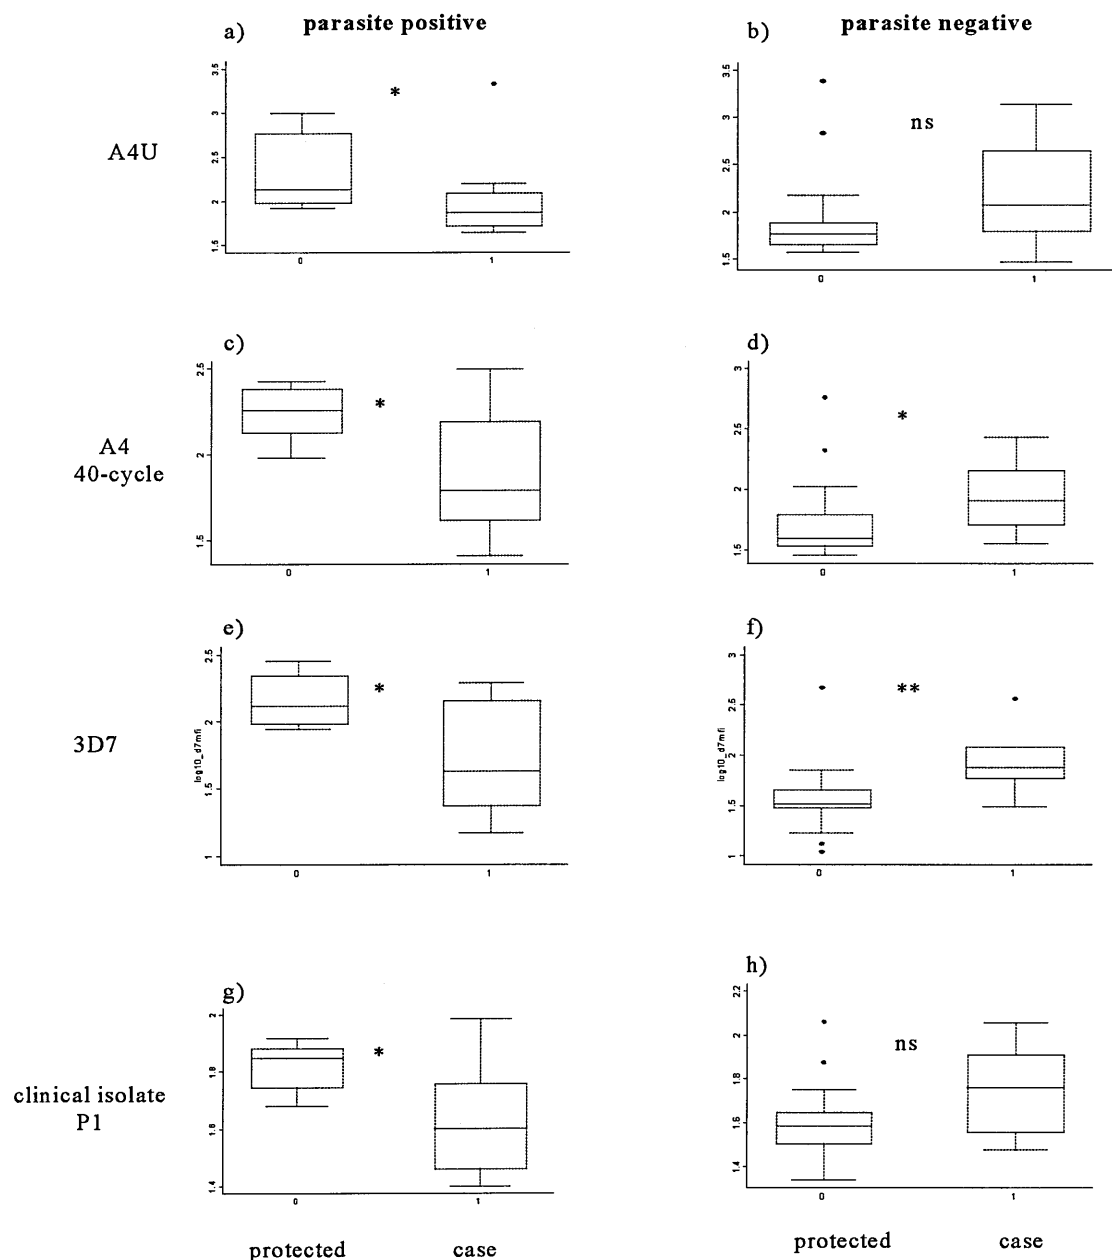 parasite positive
parasite negative
a)
b)
A4U
3.5
3
2.5
2
1.5
*
0
1
3.5
3
2.5
2
1.5
ns
0
1
c)
d)
A4
40-cycle
2.5
2
1.5
*
0
1
3
2.5
2
1.5
*
0
1
e)
f)
3D7
log10_d7mfi
2.5
2
1.5
1
*
0
1
log10_d7mfi
3
2.5
2
1.5
1
**
0
1
g)
h)
clinical isolate
P1
2
1.8
1.6
1.4
*
0
1
2.2
2
1.8
1.6
1.4
ns
0
1
protected case
protected case